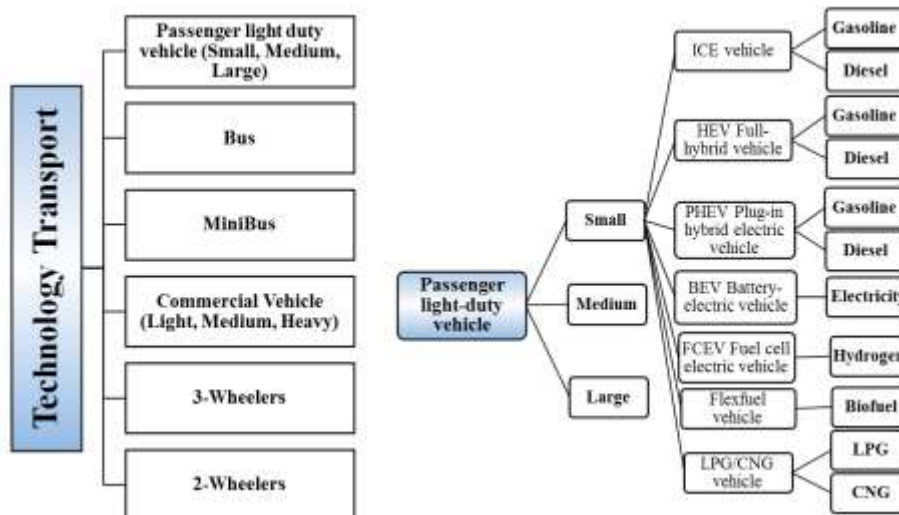 Technology Transport
Passenger light duty
vehicle (Small, Medium,
Large)
Bus
MiniBus
Commercial Vehicle
(Light, Medium, Heavy)
3-Wheelers
2-Wheelers
Passenger
light-duty
vehicle
Small
Medium
Large
ICE vehicle
Gasoline
Diesel
HEV Full-
hybrid vehicle
Gasoline
Diesel
PHEV Plug-in
hybrid electric
vehicle
Gasoline
Diesel
BEV Battery-
electric vehicle
Electricity
FCEV Fuel cell
electric vehicle
Hydrogen
Flexfuel
vehicle
Biofuel
LPG/CNG
vehicle
LPG
CNG